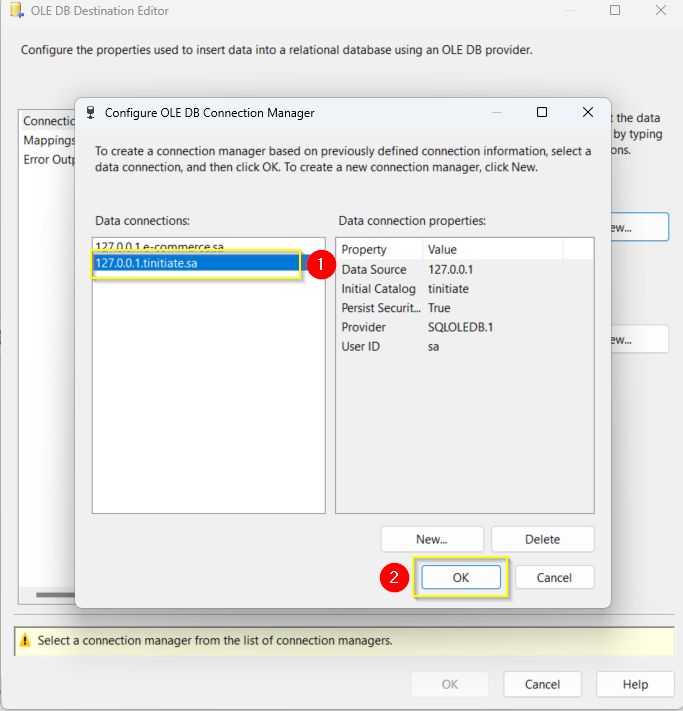 OLE DB Destination Editor
Configure the properties used to insert data into a relational database using an OLE DB provider.
Connectio
Mappings
Error Outp
t the data
by typing
ons.
ew...
ew...
Configure OLE DB Connection Manager
To create a connection manager based on previously defined connection information, select a
data connection, and then click OK. To create a new connection manager, click New.
Data connections:
127.0.0.1.e-commerce.sa
127.0.0.1.tinitiate.sa
1
Data connection properties:
Property Value
Data Source 127.0.0.1
Initial Catalog tinitiate
Persist Securit... True
Provider SQLOLEDB.1
User ID sa
New... Delete
2 OK Cancel
Select a connection manager from the list of connection managers.
OK Cancel Help